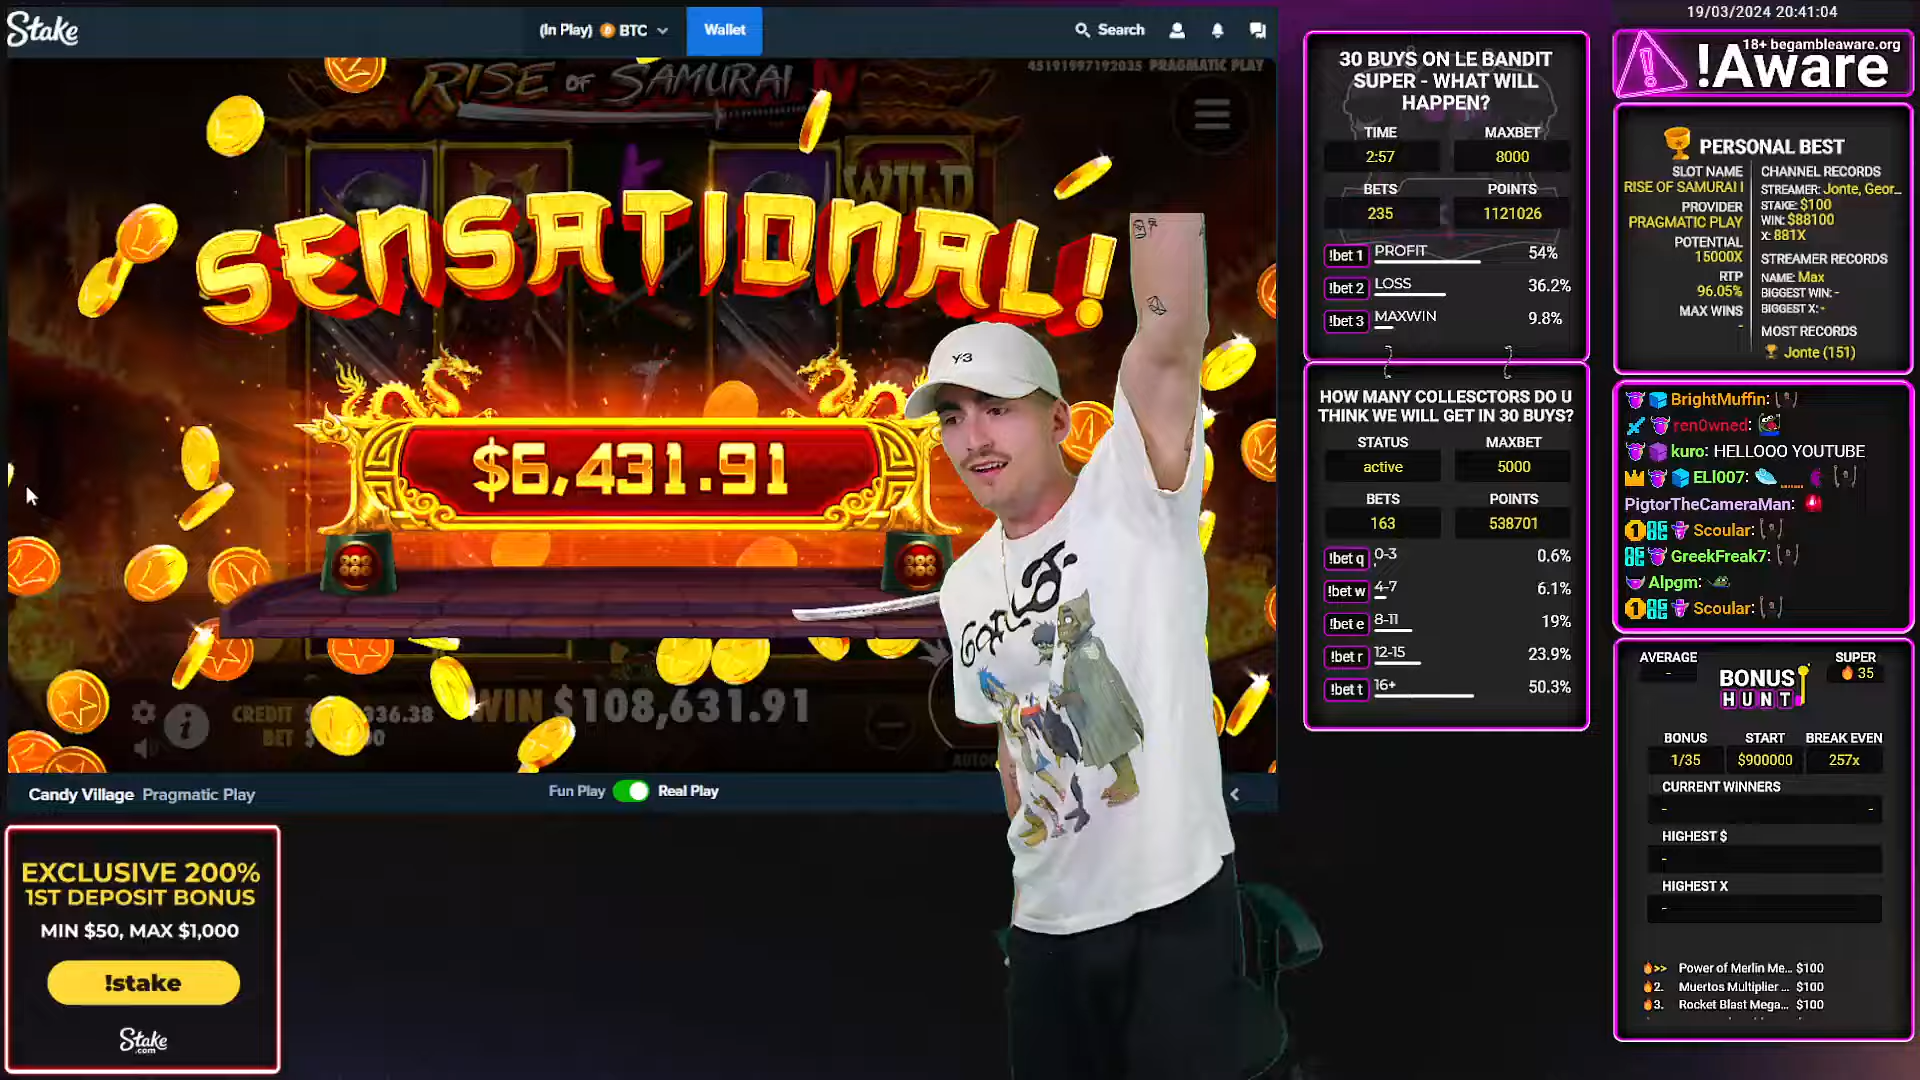 Stake
(In Play) BTC
Wallet
Search
45191997192035 PRAGMATIC PLAY
RISE OF SAMURAI IV
WILD
SENSATIONAL!
$6,431.91
CREDIT 336.38
BET
WIN $108,631.91
Candy Village Pragmatic Play
Fun Play Real Play
EXCLUSIVE 200%
1ST DEPOSIT BONUS
MIN $50, MAX $1,000
!stake
Stake
.com
Y-3
GORILLAZ
30 BUYS ON LE BANDIT
SUPER - WHAT WILL
HAPPEN?
TIME MAXBET
2:57 8000
BETS POINTS
235 1121026
!bet 1 PROFIT 54%
!bet 2 LOSS 36.2%
!bet 3 MAXWIN 9.8%
HOW MANY COLLESCTORS DO U
THINK WE WILL GET IN 30 BUYS?
STATUS MAXBET
active 5000
BETS POINTS
163 538701
!bet q 0-3 0.6%
!bet w 4-7 6.1%
!bet e 8-11 19%
!bet r 12-15 23.9%
!bet t 16+ 50.3%
19/03/2024 20:41:04
18+ begambleaware.org
!Aware
PERSONAL BEST
SLOT NAME
RISE OF SAMURAI I
PROVIDER
PRAGMATIC PLAY
POTENTIAL
15000X
RTP
96.05%
MAX WINS
-
CHANNEL RECORDS
STREAMER: Jonte, Geor...
STAKE: $100
WIN: $88100
X: 881X
STREAMER RECORDS
NAME: Max
BIGGEST WIN: -
BIGGEST X: -
MOST RECORDS
Jonte (151)
BrightMuffin:
ren0wned:
kuro: HELLOOO YOUTUBE
ELI007:
PigtorTheCameraMan:
Scoular:
GreekFreak7:
Alpgm:
Scoular:
AVERAGE
-
BONUS
HUNT
SUPER
35
BONUS START BREAK EVEN
1/35 $900000 257x
CURRENT WINNERS
- -
HIGHEST $
-
HIGHEST X
-
>> Power of Merlin Me... $100
2. Muertos Multiplier ... $100
3. Rocket Blast Mega... $100